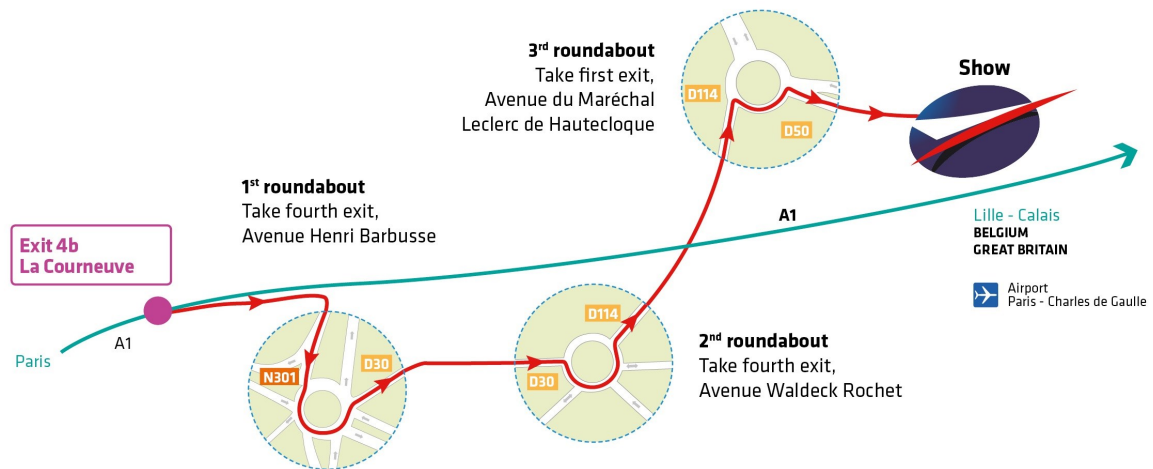 3rd roundabout
Take first exit,
Avenue du Maréchal
Leclerc de Hautecloque
D114
D50
Show
1st roundabout
Take fourth exit,
Avenue Henri Barbusse
A1
Exit 4b
La Courneuve
Lille - Calais
BELGIUM
GREAT BRITAIN
Airport
Paris - Charles de Gaulle
Paris
A1
N301
D30
D114
D30
2nd roundabout
Take fourth exit,
Avenue Waldeck Rochet